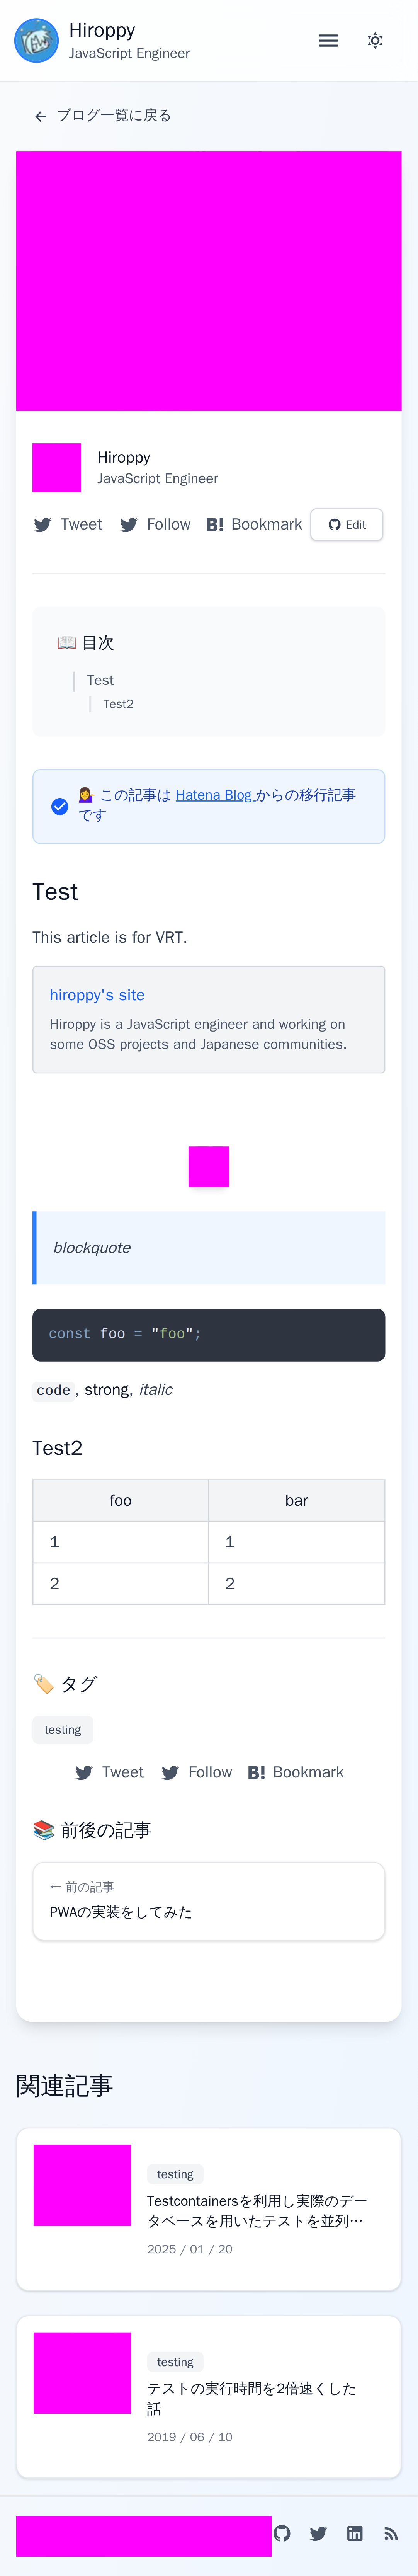 Hiroppy
JavaScript Engineer
ブログ一覧に戻る
Hiroppy
JavaScript Engineer
Tweet
Follow
B! Bookmark
Edit
📖 目次
Test
Test2
💁‍♀️ この記事は Hatena Blog からの移行記事
です
Test
This article is for VRT.
hiroppy's site
Hiroppy is a JavaScript engineer and working on
some OSS projects and Japanese communities.
blockquote
const foo = "foo";
code, strong, italic
Test2
foo bar
1 1
2 2
🏷️ タグ
testing
Tweet
Follow
B! Bookmark
📚 前後の記事
← 前の記事
PWAの実装をしてみた
関連記事
testing
Testcontainersを利用し実際のデー
タベースを用いたテストを並列…
2025 / 01 / 20
testing
テストの実行時間を2倍速くした
話
2019 / 06 / 10